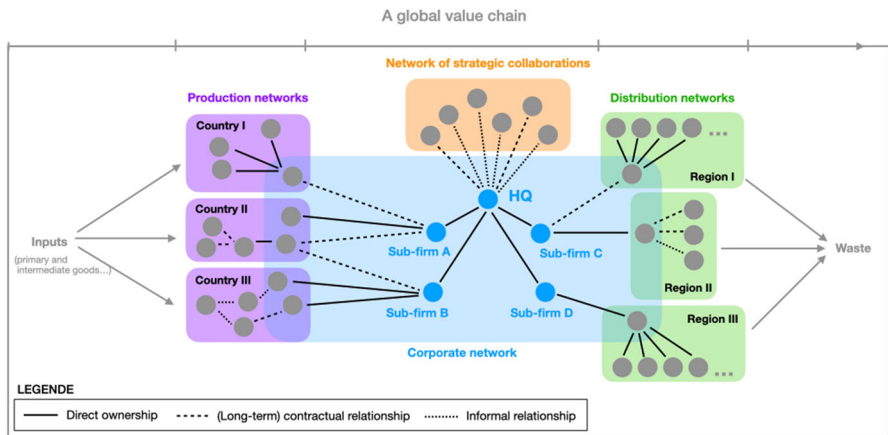 A global value chain
Network of strategic collaborations
Production networks
Distribution networks
Country I
Region I
HQ
Country II
Inputs
(primary and
intermediate goods...)
Sub-firm A
Sub-firm C
Waste
Region II
Country III
Sub-firm B
Sub-firm D
Region III
Corporate network
LEGENDE
Direct ownership
(Long-term) contractual relationship
Informal relationship